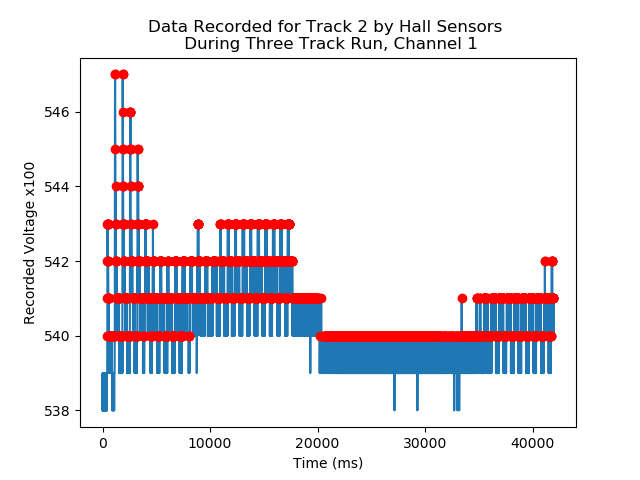 Data Recorded for Track 2 by Hall Sensors
During Three Track Run, Channel 1
546
544
542
540
538
Recorded Voltage x100
0 10000 20000 30000 40000
Time (ms)